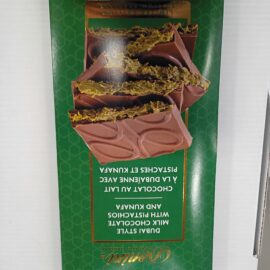 DUBAI STYLE
MILK CHOCOLATE
WITH PISTACHIOS
AND KUNAFA
CHOCOLAT AU LAIT
À LA DUBAÏENNE AVEC
PISTACHES ET KUNAFA